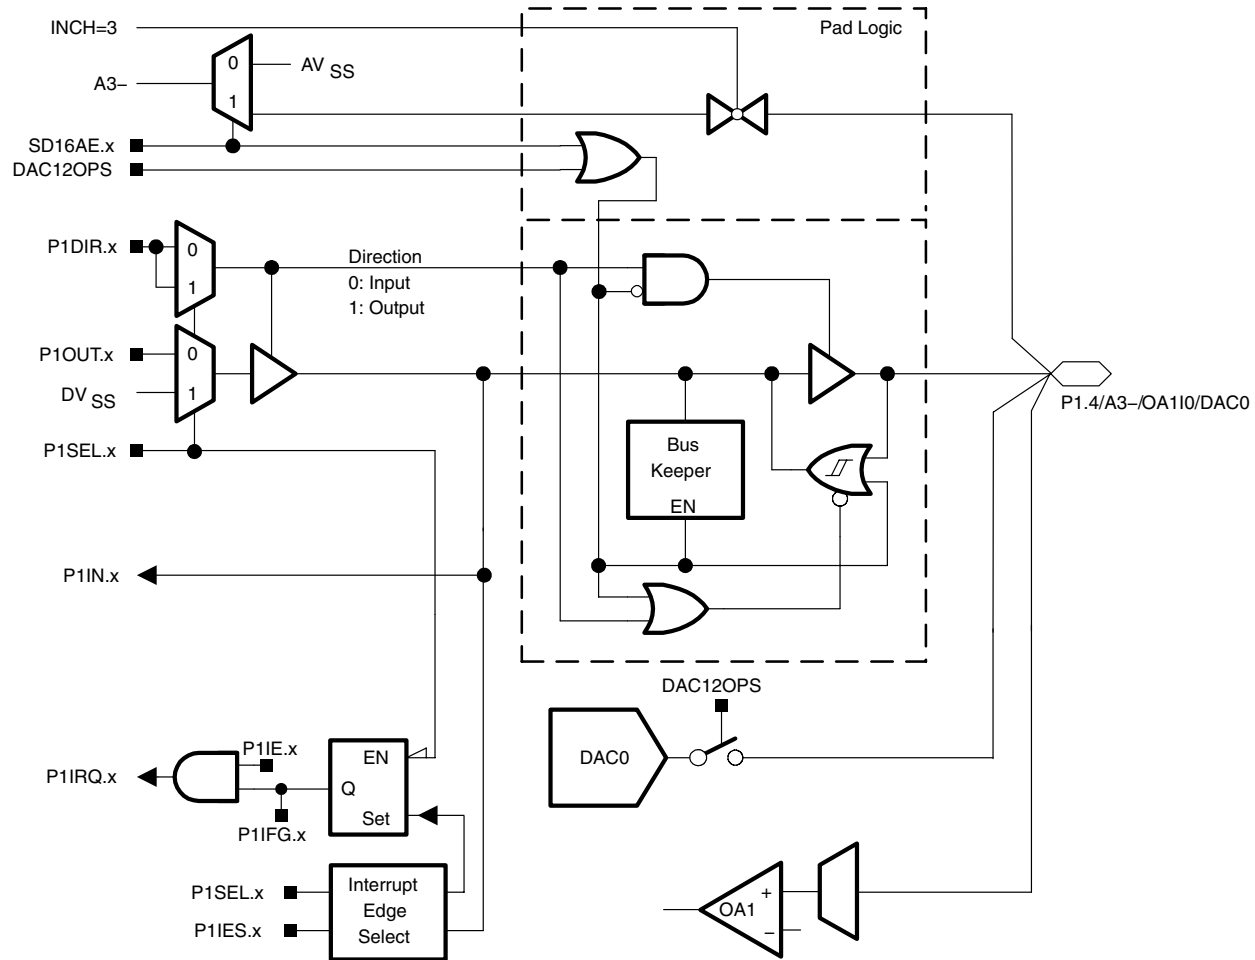 INCH=3
Pad Logic
0
AV SS
A3−
1
SD16AE.x
DAC12OPS
P1DIR.x
0
1
Direction
0: Input
1: Output
P1OUT.x
0
DV SS
1
P1.4/A3−/OA1I0/DAC0
P1SEL.x
Bus
Keeper
EN
P1IN.x
DAC12OPS
P1IE.x
EN
DAC0
P1IRQ.x
Q
Set
P1IFG.x
P1SEL.x
Interrupt
Edge
Select
P1IES.x
+
OA1
−